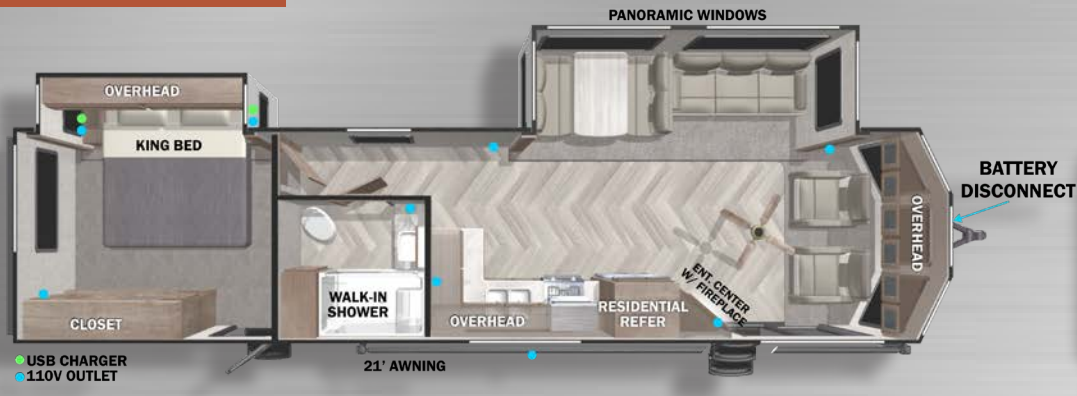 PANORAMIC WINDOWS
OVERHEAD
KING BED
BATTERY
DISCONNECT
OVERHEAD
ENT. CENTER
W/ FIREPLACE
WALK-IN
SHOWER
RESIDENTIAL
REFER
OVERHEAD
CLOSET
USB CHARGER
110V OUTLET
21' AWNING